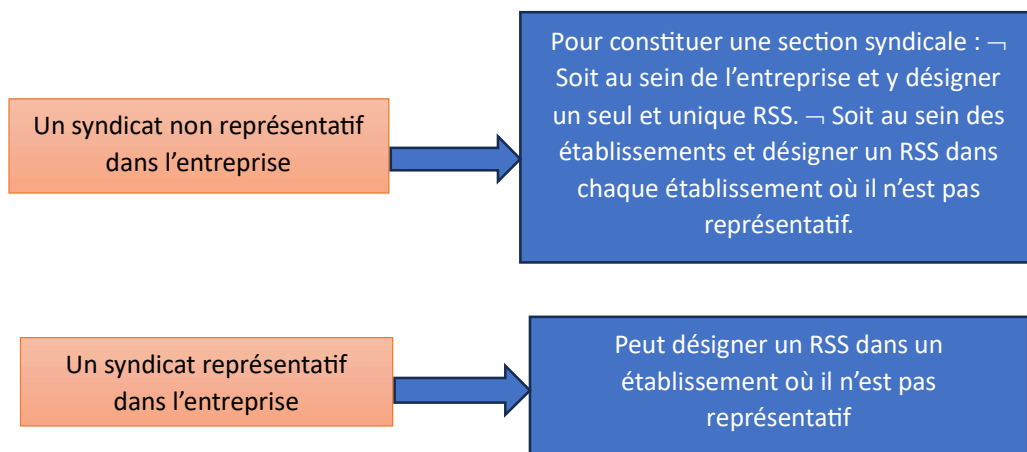 Un syndicat non représentatif
dans l’entreprise
Pour constituer une section syndicale : ¬
Soit au sein de l’entreprise et y désigner
un seul et unique RSS. ¬ Soit au sein des
établissements et désigner un RSS dans
chaque établissement où il n’est pas
représentatif.
Un syndicat représentatif
dans l’entreprise
Peut désigner un RSS dans un
établissement où il n’est pas
représentatif